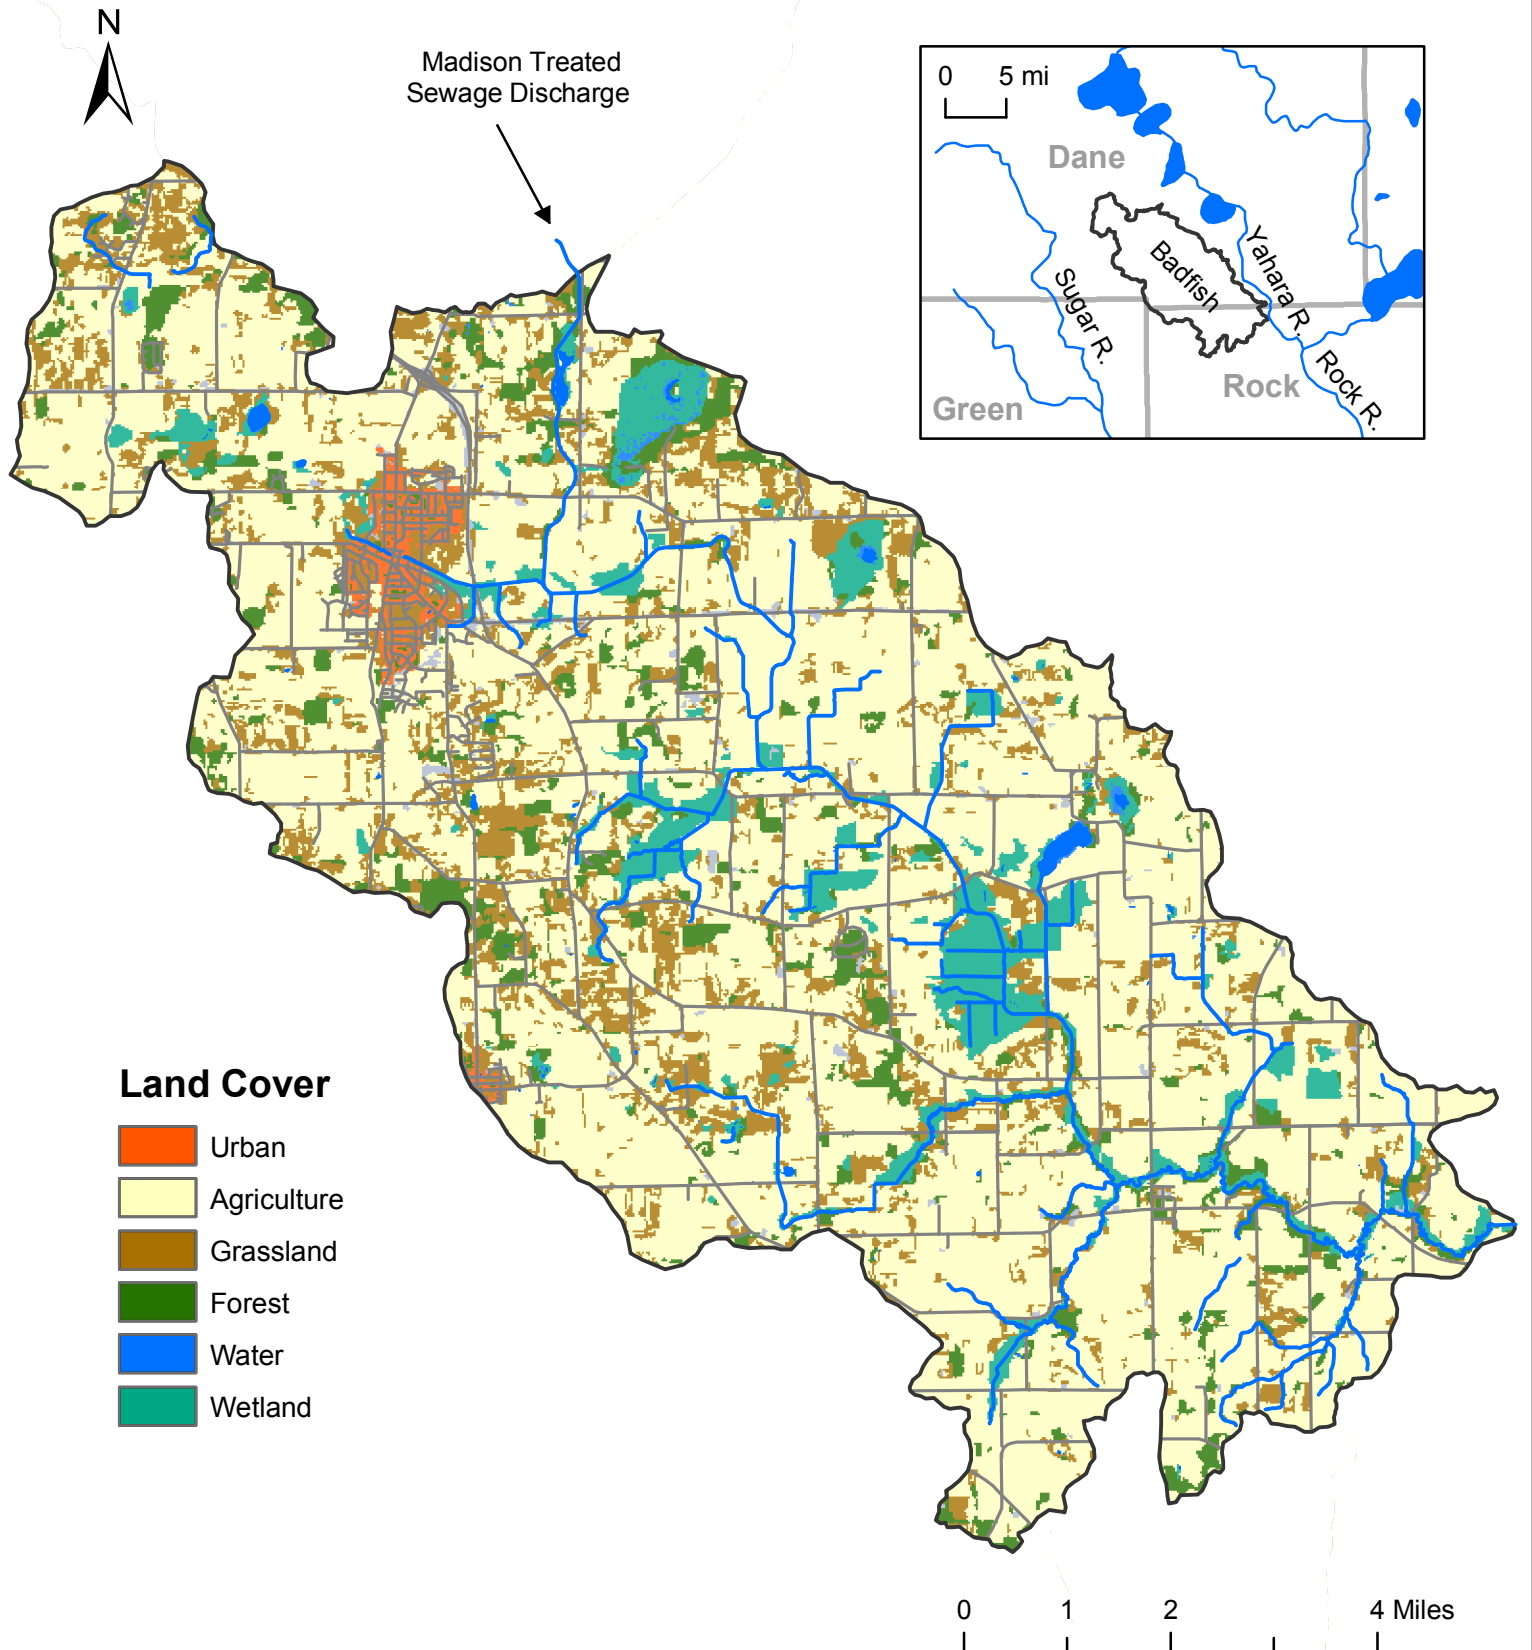 N
Madison Treated
Sewage Discharge
0 5 mi
Dane
Badfish
Yahara R.
Sugar R.
Rock
Rock R.
Green
Land Cover
Urban
Agriculture
Grassland
Forest
Water
Wetland
0 1 2 4 Miles